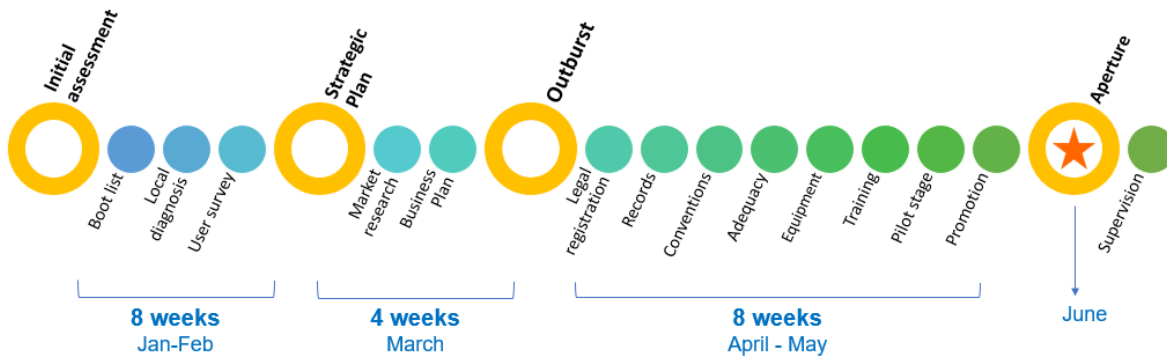 Initial
assessment
Boot list
Local
diagnosis
User survey
Strategic
Plan
Market
research
Business
Plan
Outburst
Legal
registration
Records
Conventions
Adequacy
Equipment
Training
Pilot stage
Promotion
Aperture
Supervision
8 weeks
Jan-Feb
4 weeks
March
8 weeks
April - May
June